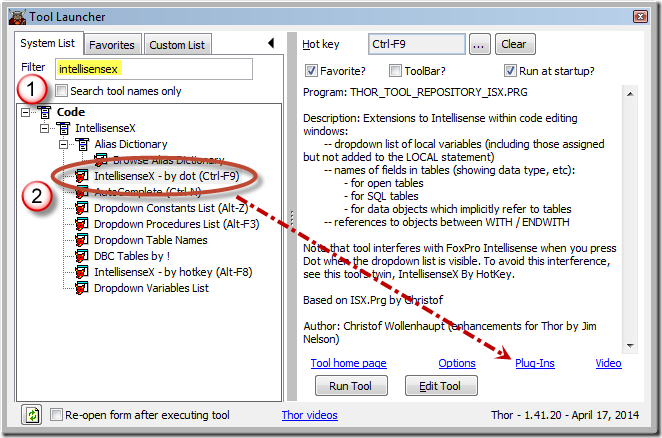 Tool Launcher
System List
Favorites
Custom List
Filter
intellisensex
Search tool names only
1
Code
IntellisenseX
Alias Dictionary
Browse Alias Dictionary
IntellisenseX - by dot (Ctrl-F9)
AutoComplete (Ctrl-N)
2
Dropdown Constants List (Alt-Z)
Dropdown Procedures List (Alt-F3)
Dropdown Table Names
DBC Tables by !
IntellisenseX - by hotkey (Alt-F8)
Dropdown Variables List
Hot key
Ctrl-F9
...
Clear
Favorite?
ToolBar?
Run at startup?
Program: THOR_TOOL_REPOSITORY_ISX.PRG
Description: Extensions to Intellisense within code editing
windows:
-- dropdown list of local variables (including those assigned
but not added to the LOCAL statement)
-- names of fields in tables (showing data type, etc):
- for open tables
- for SQL tables
- for data objects which implicitly refer to tables
-- references to objects between WITH / ENDWITH
Note that tool interferes with FoxPro Intellisense when you press
Dot when the dropdown list is visible. To avoid this interference,
see this tool's twin, IntellisenseX By HotKey.
Based on ISX.Prg by Christof
Author: Christof Wollenhaupt (enhancements for Thor by Jim
Nelson)
Tool home page
Options
Plug-Ins
Video
Run Tool
Edit Tool
Re-open form after executing tool
Thor videos
Thor - 1.41.20 - April 17, 2014